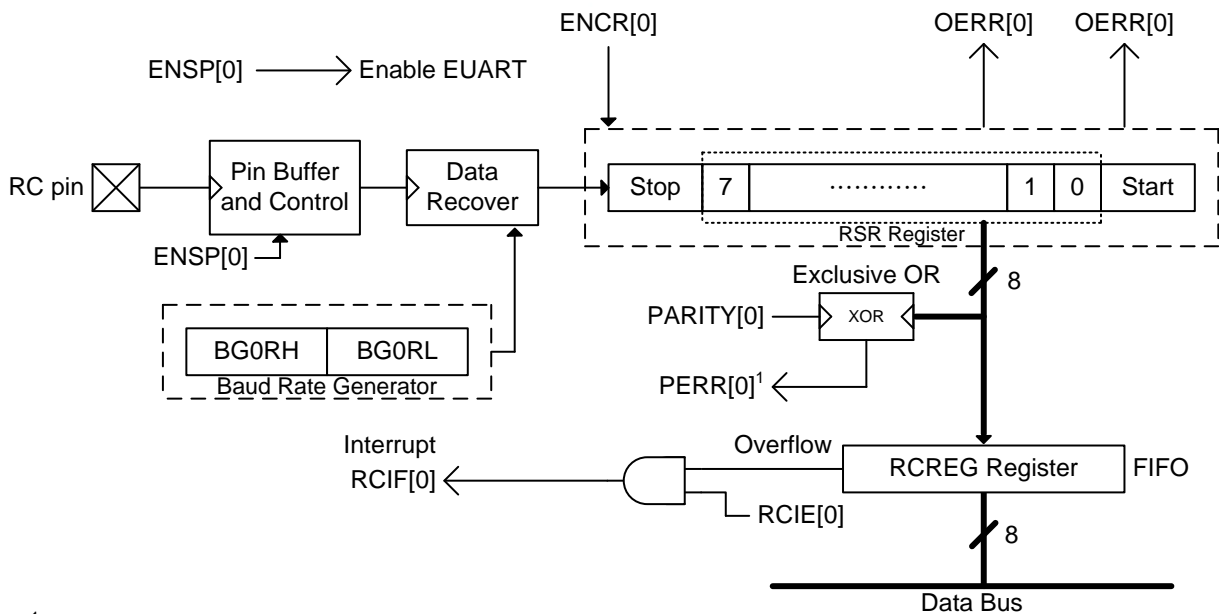 ENCR[0]
OERR[0]
OERR[0]
ENSP[0]
Enable EUART
RC pin
Pin Buffer
and Control
Data
Recover
Stop
7
............
1
0
Start
RSR Register
ENSP[0]
Exclusive OR
8
PARITY[0]
XOR
BG0RH
BG0RL
Baud Rate Generator
PERR[0]¹
Interrupt
RCIF[0]
Overflow
RCREG Register
FIFO
RCIE[0]
8
Data Bus